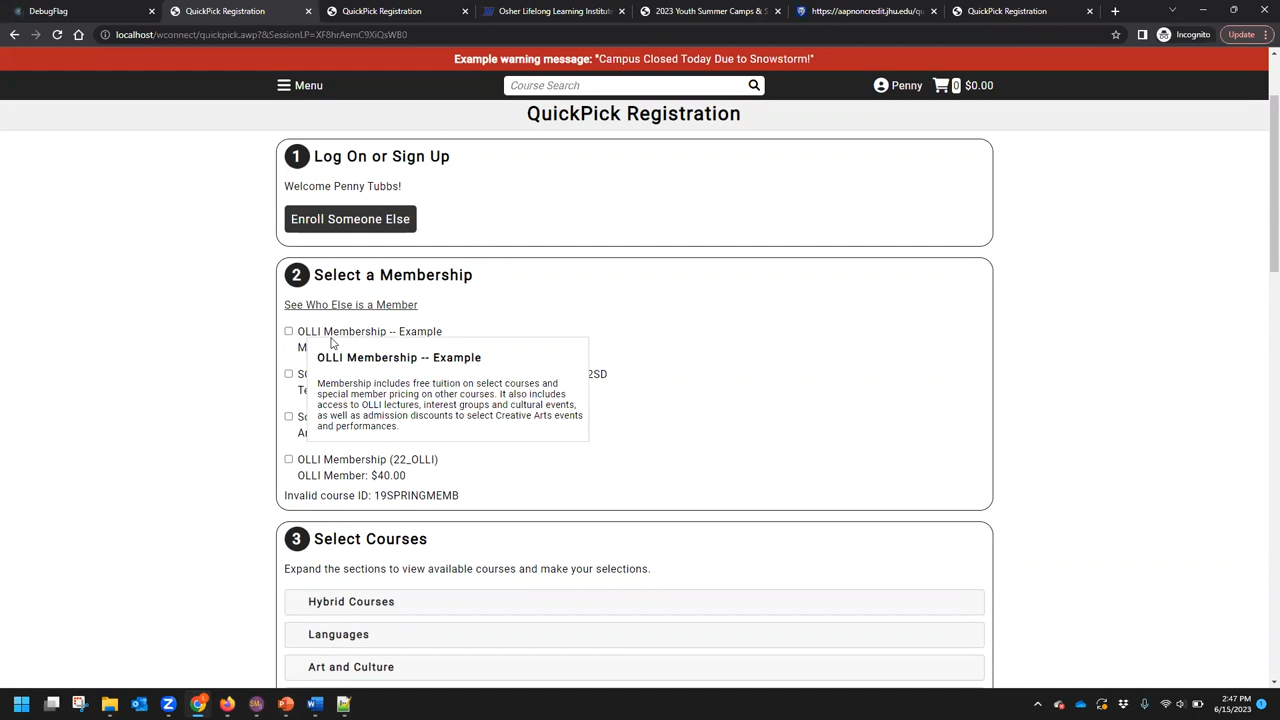 DebugFlag
QuickPick Registration
QuickPick Registration
Osher Lifelong Learning Institut
2023 Youth Summer Camps & S
https://aapnoncredit.jhu.edu/qu
QuickPick Registration
localhost/wconnect/quickpick.awp?&SessionLP=XF8hrAemC9XiQsWB0
Incognito
Update
Example warning message: "Campus Closed Today Due to Snowstorm!"
Menu
Course Search
Penny
0
$0.00
QuickPick Registration
1 Log On or Sign Up
Welcome Penny Tubbs!
Enroll Someone Else
2 Select a Membership
See Who Else is a Member
OLLI Membership -- Example
M
OLLI Membership -- Example
2SD
Membership includes free tuition on select courses and
special member pricing on other courses. It also includes
access to OLLI lectures, interest groups and cultural events,
as well as admission discounts to select Creative Arts events
and performances.
Te
OLLI Membership (22_OLLI)
OLLI Member: $40.00
Invalid course ID: 19SPRINGMEMB
3 Select Courses
Expand the sections to view available courses and make your selections.
Hybrid Courses
Languages
Art and Culture
2:47 PM
6/15/2023